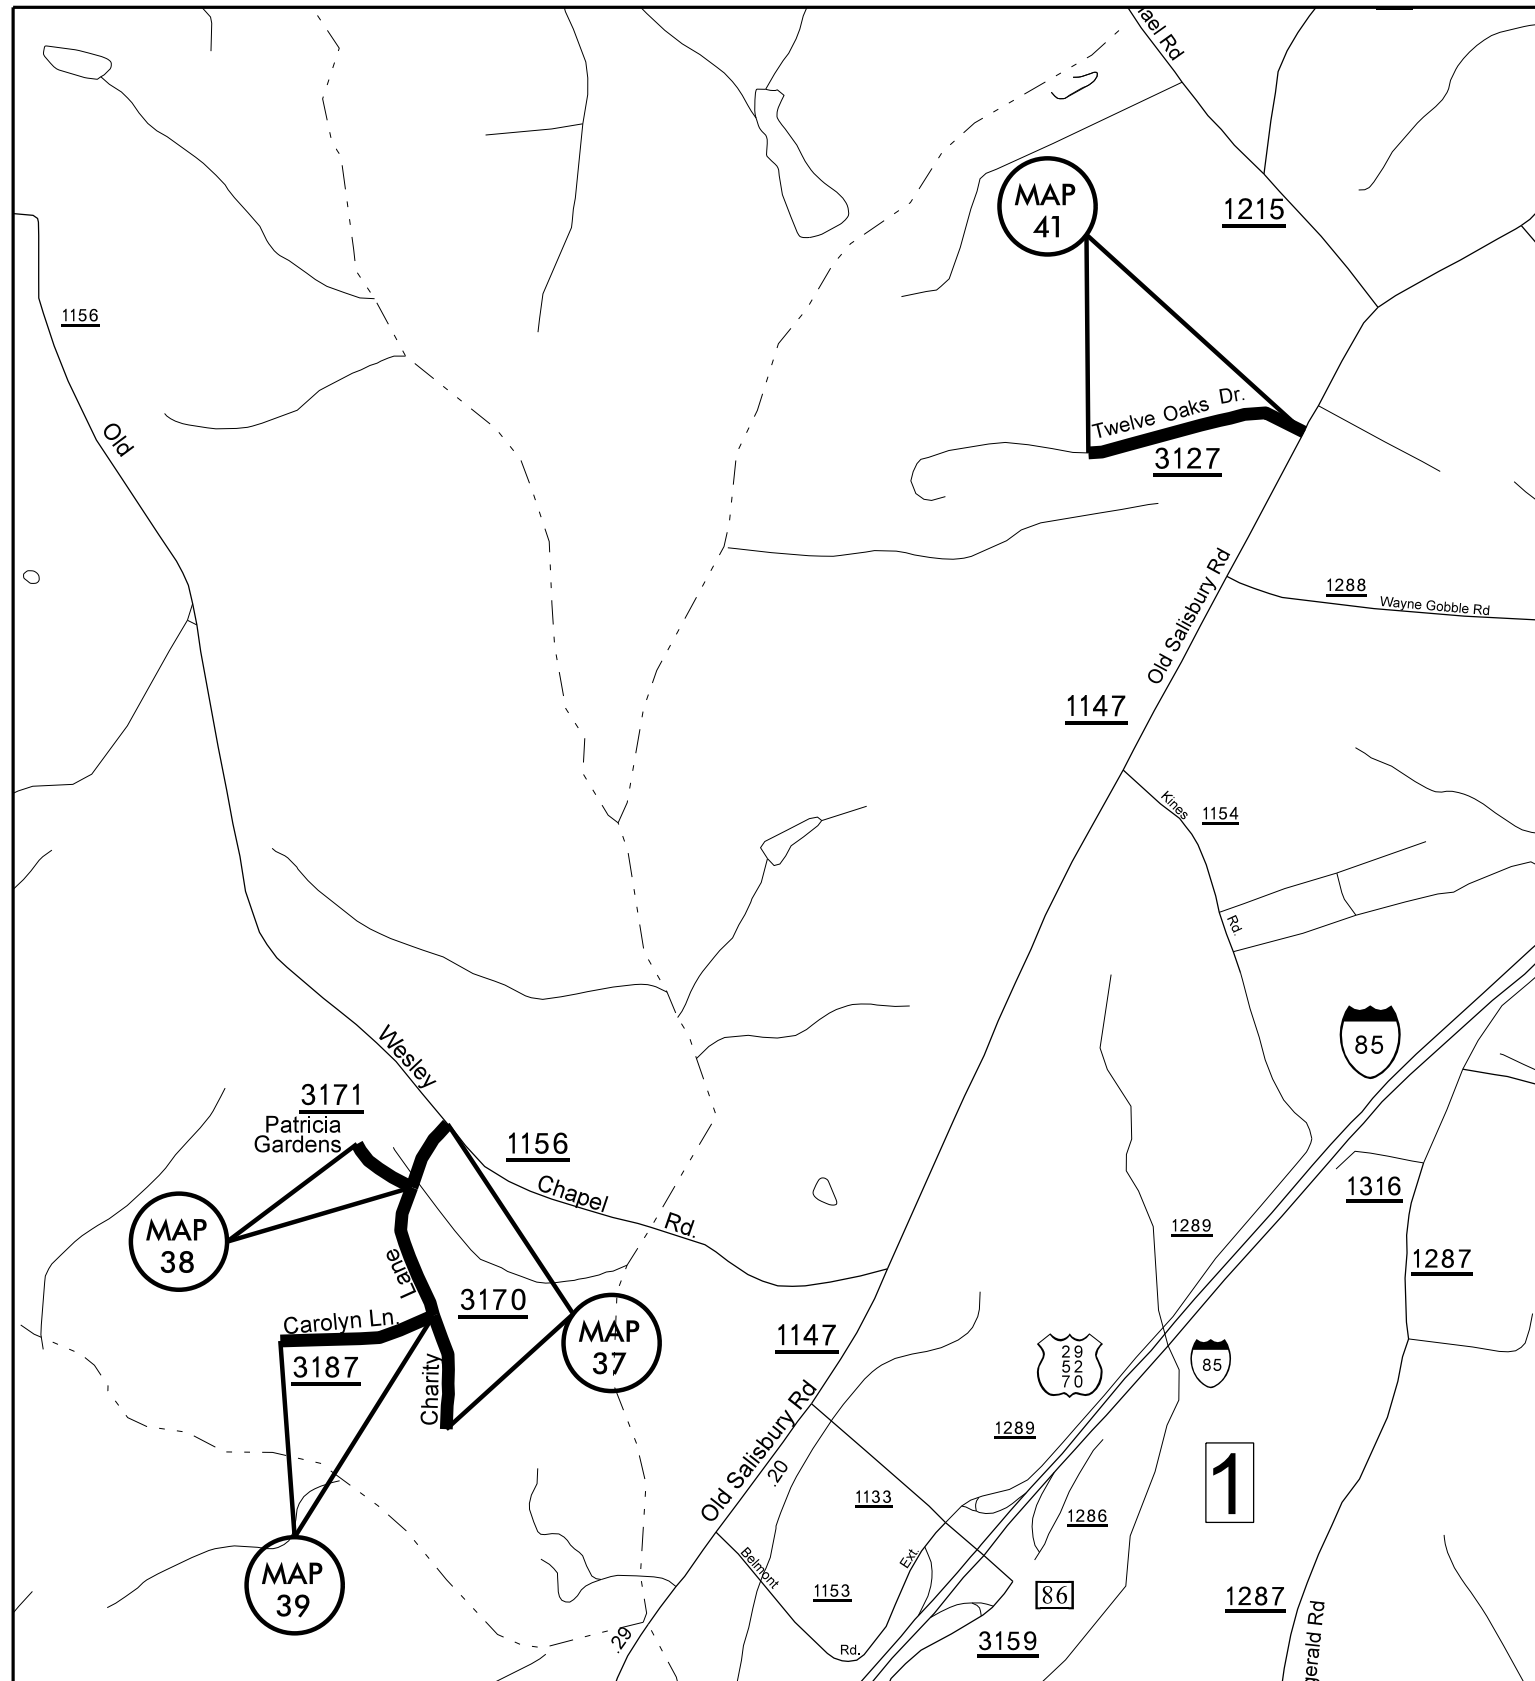 ael Rd
MAP
41
1215
1156
Old
Twelve Oaks Dr.
3127
1288
Wayne Gobble Rd
Old Salisbury Rd
1147
Kines
1154
Rd.
85
Wesley
3171
Patricia
Gardens
1156
Chapel
Rd.
1316
1289
MAP
38
1287
Lane
3170
Carolyn Ln.
3187
MAP
37
1147
29
52
70
85
Charity
Old Salisbury Rd
.20
1289
1
1133
1286
Belmont
Ext.
MAP
39
1153
86
1287
.29
Rd.
3159
gerald Rd